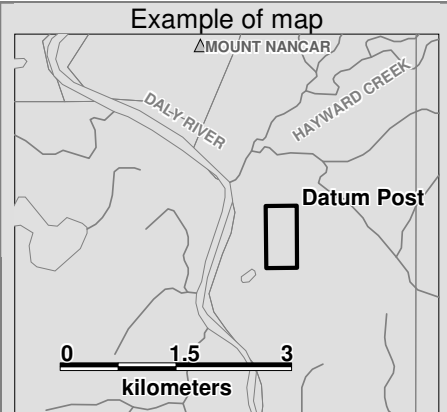 Example of map
MOUNT NANCAR
DALY RIVER
HAYWARD CREEK
Datum Post
0 1.5 3
kilometers